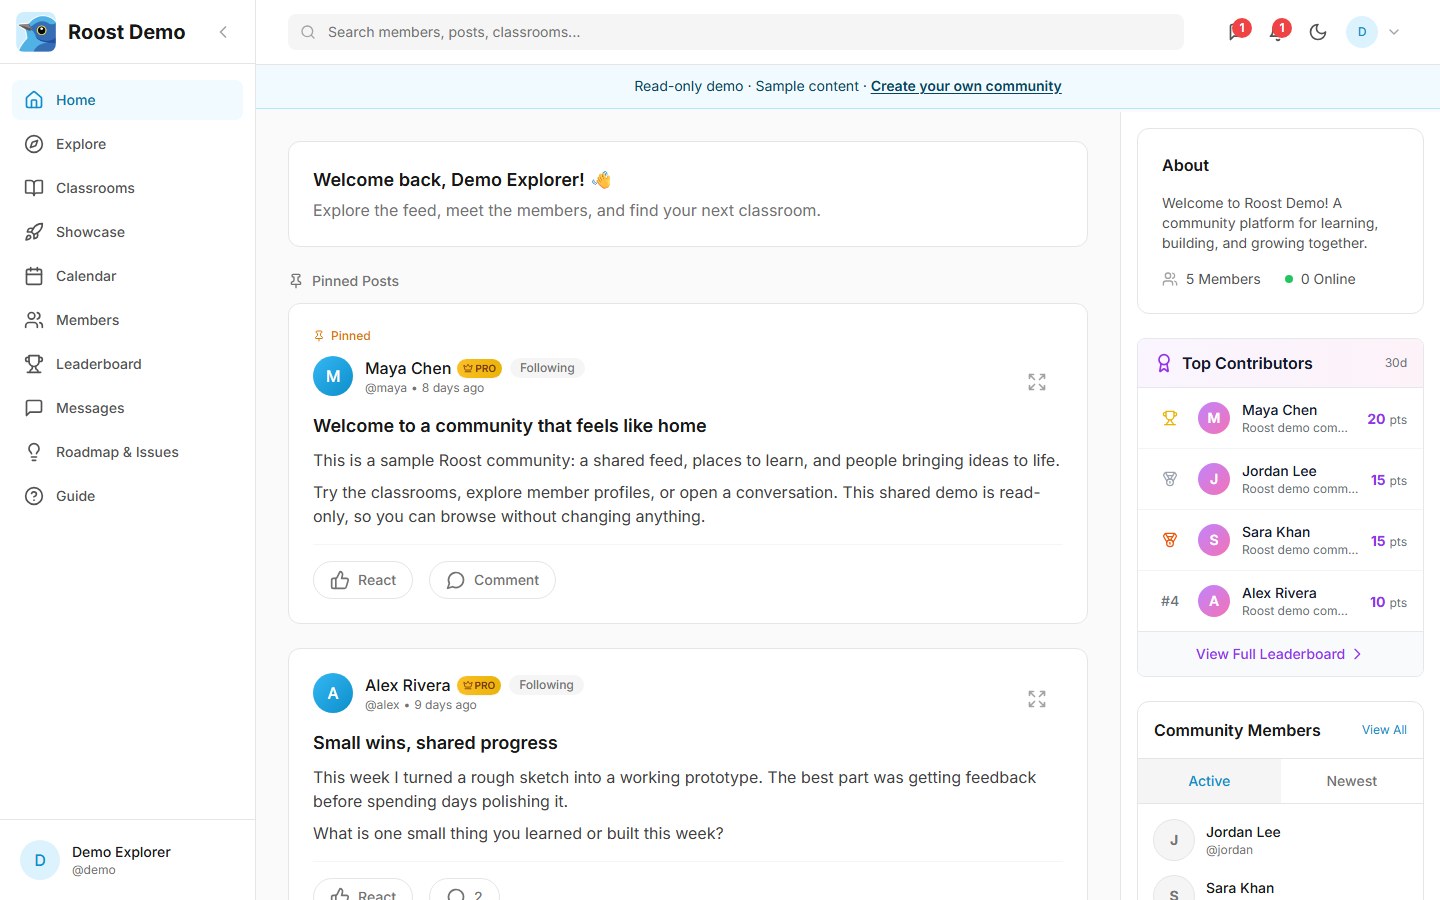 Roost Demo
Search members, posts, classrooms...
1
1
D
Read-only demo · Sample content · Create your own community
Home
Explore
Classrooms
Showcase
Calendar
Members
Leaderboard
Messages
Roadmap & Issues
Guide
D
Demo Explorer
@demo
Welcome back, Demo Explorer! 👋
Explore the feed, meet the members, and find your next classroom.
Pinned Posts
Pinned
M
Maya Chen PRO Following
@maya • 8 days ago
Welcome to a community that feels like home
This is a sample Roost community: a shared feed, places to learn, and people bringing ideas to life.
Try the classrooms, explore member profiles, or open a conversation. This shared demo is read-
only, so you can browse without changing anything.
React Comment
A
Alex Rivera PRO Following
@alex • 9 days ago
Small wins, shared progress
This week I turned a rough sketch into a working prototype. The best part was getting feedback
before spending days polishing it.
What is one small thing you learned or built this week?
React 2
About
Welcome to Roost Demo! A
community platform for learning,
building, and growing together.
5 Members 0 Online
Top Contributors 30d
M Maya Chen 20 pts
Roost demo com...
J Jordan Lee 15 pts
Roost demo comm...
S Sara Khan 15 pts
Roost demo comm...
#4 A Alex Rivera 10 pts
Roost demo com...
View Full Leaderboard
Community Members View All
Active Newest
J Jordan Lee
@jordan
S Sara Khan